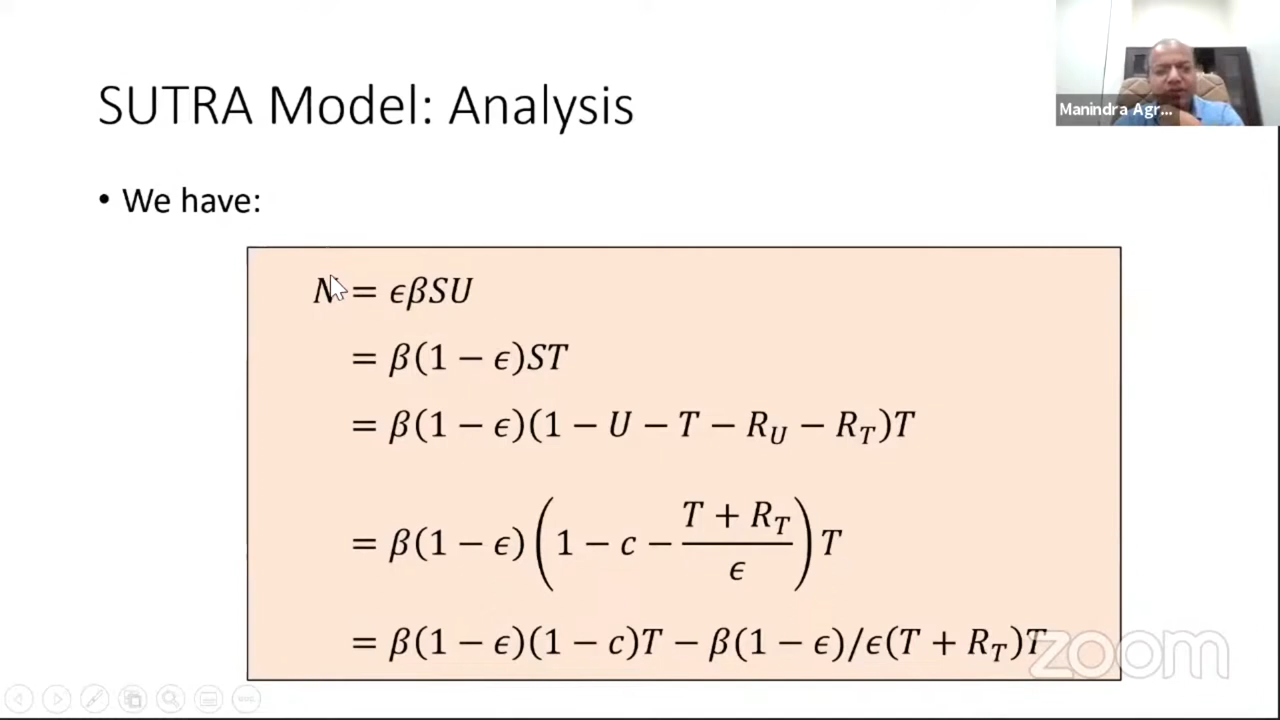 SUTRA Model: Analysis
Manindra Agr...
• We have:
N = ϵβSU
= β(1 − ϵ)ST
= β(1 − ϵ)(1 − U − T − R_U − R_T)T
= β(1 − ϵ)(1 − c − (T + R_T)/ϵ)T
= β(1 − ϵ)(1 − c)T − β(1 − ϵ)/ϵ(T + R_T)T
zoom